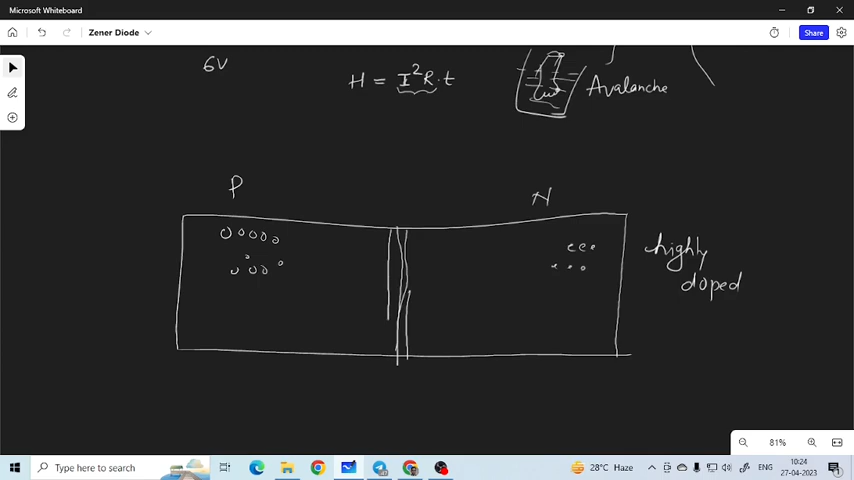 Microsoft Whiteboard
Zener Diode
Share
6V
H = I²R.t
Avalanche
P
N
highly
doped
81%
Type here to search
28°C Haze
ENG
10:24
27-04-2023